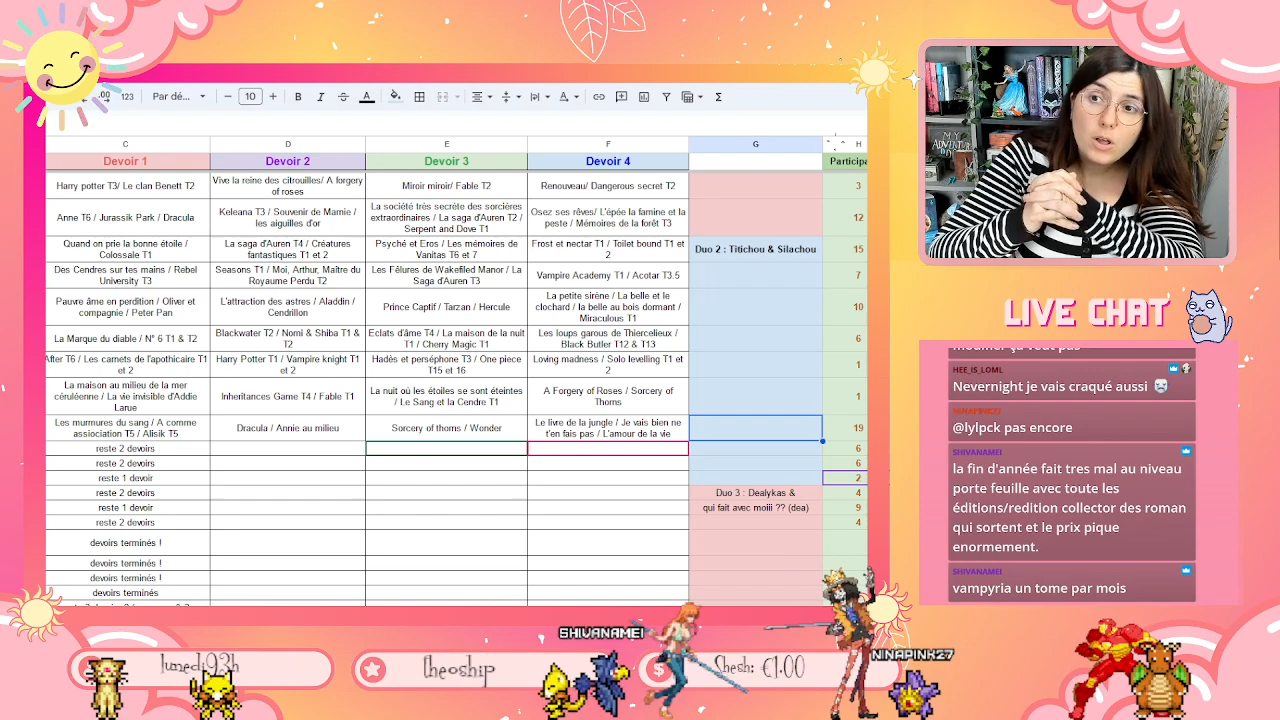 .00
123
Par dé...
10
B
I
A
Σ
C
D
E
F
G
H
Devoir 1
Devoir 2
Devoir 3
Devoir 4
Participa
Harry potter T3/ Le clan Benett T2
Vive la reine des citrouilles/ A forgery
of roses
Miroir miroir/ Fable T2
Renouveau/ Dangerous secret T2
3
Anne T6 / Jurassik Park / Dracula
Keleana T3 / Souvenir de Mamie /
les aiguilles d'or
La société très secrète des sorcières
extraordinaires / La saga d'Auren T2 /
Serpent and Dove T1
Osez ses rêves/ L'épée la famine et la
peste / Mémoires de la forêt T3
12
Quand on prie la bonne étoile /
Colossale T1
La saga d'Auren T4 / Créatures
fantastiques T1 et 2
Psyché et Eros / Les mémoires de
Vanitas T6 et 7
Frost et nectar T1 / Toilet bound T1 et
2
Duo 2 : Titichou & Silachou
15
Des Cendres sur tes mains / Rebel
University T3
Seasons T1 / Moi, Arthur, Maître du
Royaume Perdu T2
Les Fêlures de Wakefiled Manor / La
Saga d'Auren T3
Vampire Academy T1 / Acotar T3.5
7
Pauvre âme en perdition / Oliver et
compagnie / Peter Pan
L'attraction des astres / Aladdin /
Cendrillon
Prince Captif / Tarzan / Hercule
La petite sirène / La belle et le
clochard / la belle au bois dormant /
Miraculous T1
10
La Marque du diable / N° 6 T1 & T2
Blackwater T2 / Nomi & Shiba T1 &
T2
Eclats d'âme T4 / La maison de la nuit
T1 / Cherry Magic T1
Les loups garous de Thiercelieux /
Black Butler T12 & T13
6
After T6 / Les carnets de l'apothicaire T1
et 2
Harry Potter T1 / Vampire knight T1
et 2
Hadès et perséphone T3 / One piece
T15 et 16
Loving madness / Solo levelling T1 et
2
1
La maison au milieu de la mer
céruléenne / La vie invisible d'Addie
Larue
Inheritances Game T4 / Fable T1
La nuit où les étoiles se sont éteintes
/ Le Sang et la Cendre T1
A Forgery of Roses / Sorcery of
Thorns
1
Les murmures du sang / A comme
assiociation T5 / Alisik T5
Dracula / Annie au milieu
Sorcery of thorns / Wonder
Le livre de la jungle / Je vais bien ne
t'en fais pas / L'amour de la vie
19
reste 2 devoirs
6
reste 2 devoirs
6
reste 1 devoir
2
reste 2 devoirs
Duo 3 : Dealykas &
4
reste 1 devoir
qui fait avec moiii ?? (dea)
9
reste 2 devoirs
4
devoirs terminés !
devoirs terminés !
devoirs terminés !
devoirs terminés
MY
LIVE CHAT
modifier ça veut pas
HEE_IS_LOML
Nevernight je vais craqué aussi
NINAPINK27
@lylpck pas encore
SHIVANAMEI
la fin d'année fait tres mal au niveau
porte feuille avec toute les
éditions/redition collector des roman
qui sortent et le prix pique
enormement.
SHIVANAMEI
vampyria un tome par mois
SHIVANAMEI
NINAPINK27
lunedi93h
theoship
$
Shesh: €1.00